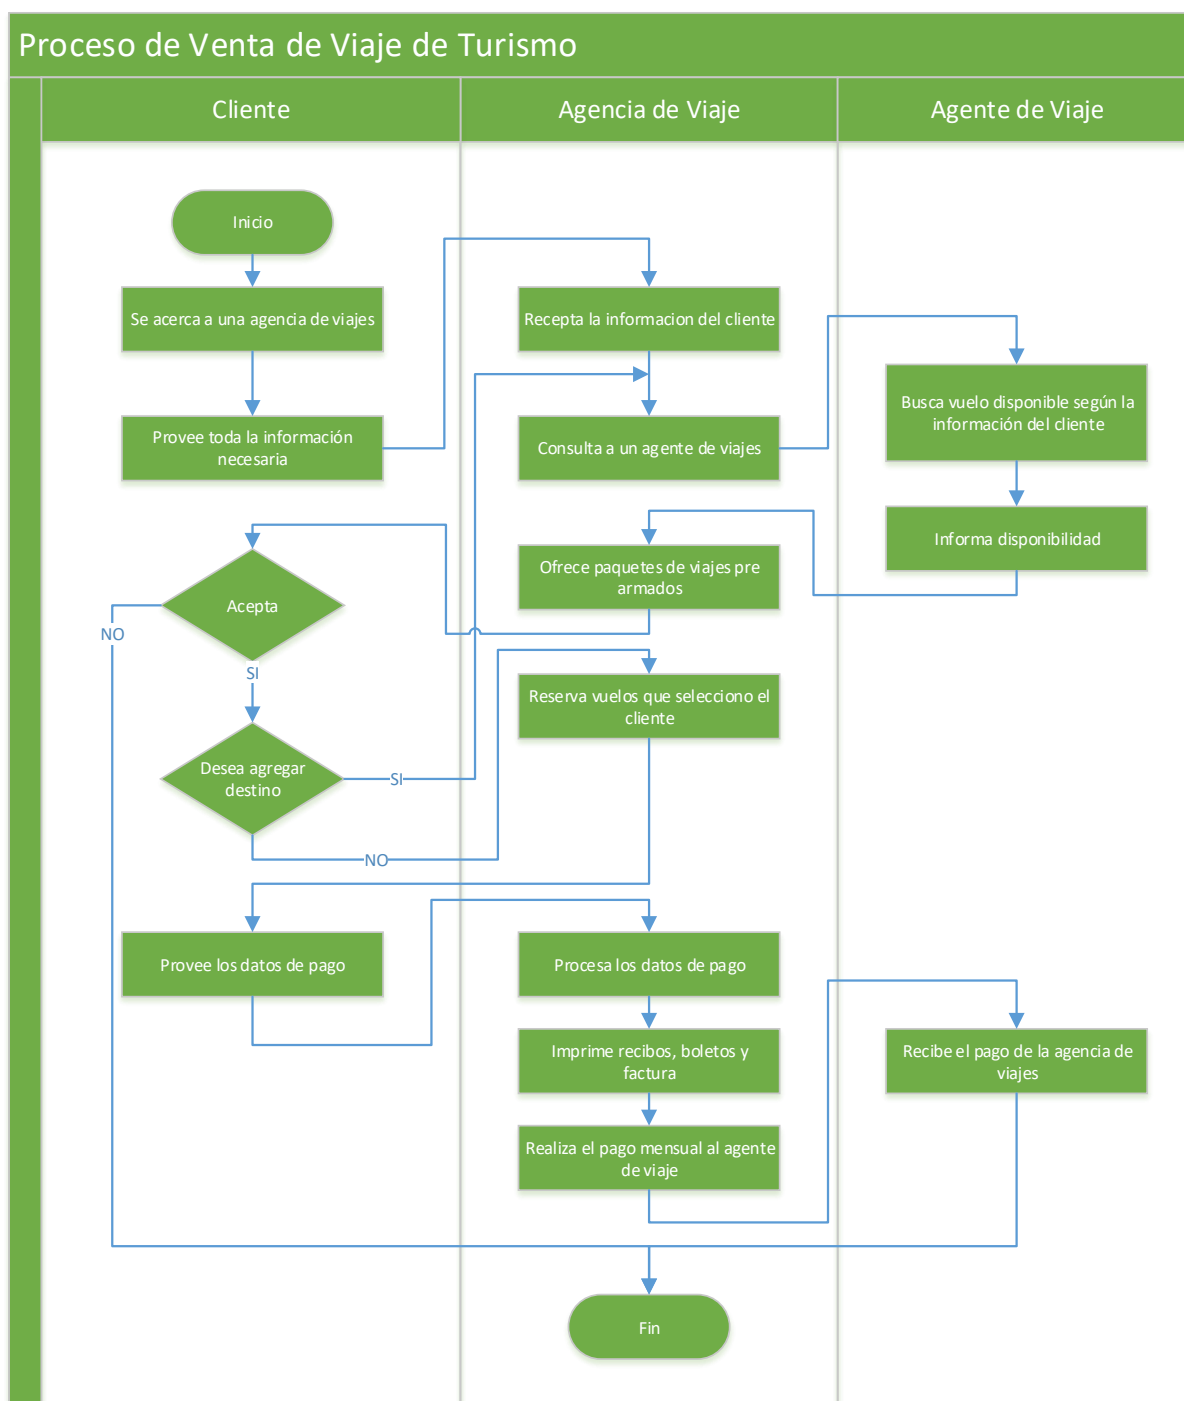 Proceso de Venta de Viaje de Turismo
Cliente
Agencia de Viaje
Agente de Viaje
Inicio
Se acerca a una agencia de viajes
Recepta la informacion del cliente
Busca vuelo disponible según la
información del cliente
Provee toda la información
necesaria
Consulta a un agente de viajes
Informa disponibilidad
Ofrece paquetes de viajes pre
armados
Acepta
NO
SI
Reserva vuelos que selecciono el
cliente
Desea agregar
destino
SI
NO
Provee los datos de pago
Procesa los datos de pago
Imprime recibos, boletos y
factura
Recibe el pago de la agencia de
viajes
Realiza el pago mensual al agente
de viaje
Fin